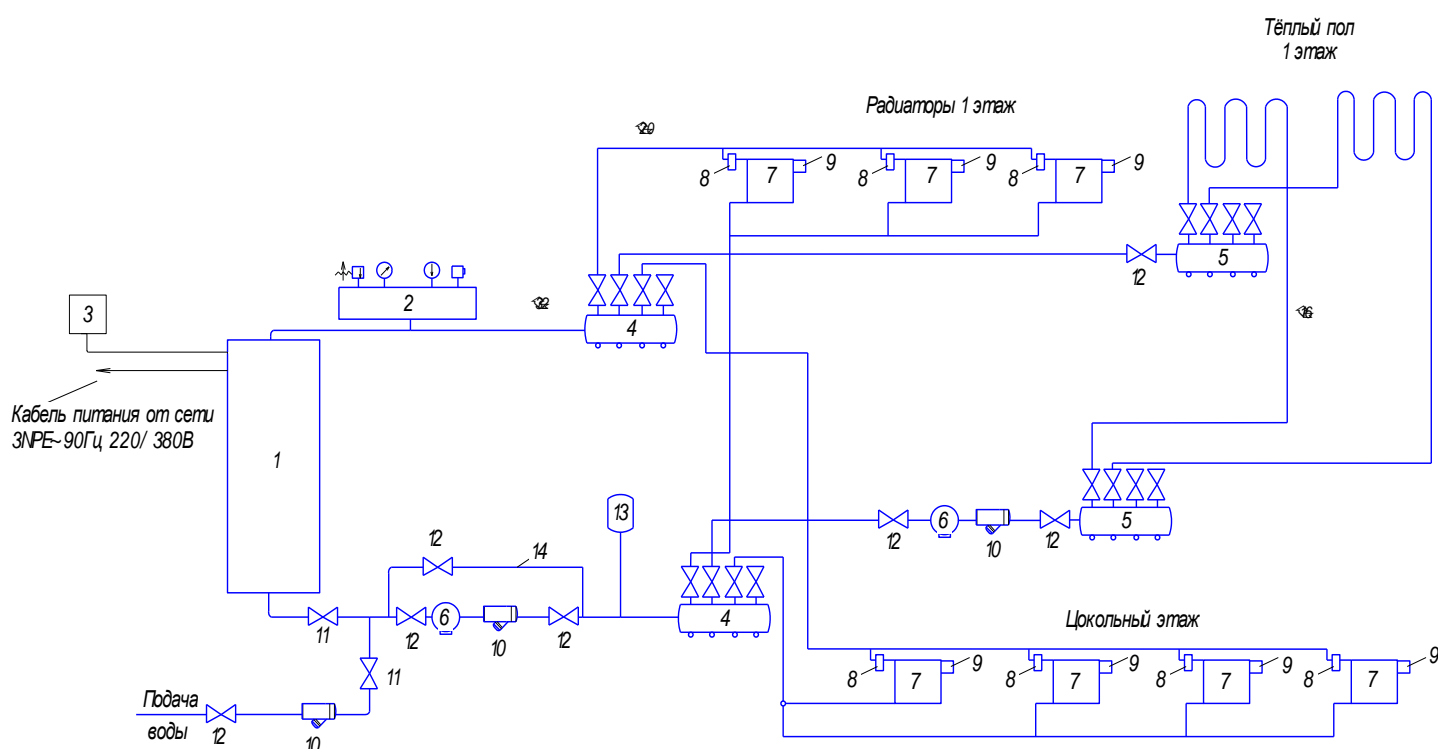 Тёплый пол
1 этаж
Радиаторы 1 этаж
8 7 9 8 7 9 8 7 9
5
12
2
3
4
Кабель питания от сети
3NPE~90Гц 220/ 380В
1
13
12 6 10 12 5
12 14
11 12 6 10 12 4
Цокольный этаж
11
8 7 9 8 7 9 8 7 9 8 7 9
Подача
воды
12 10